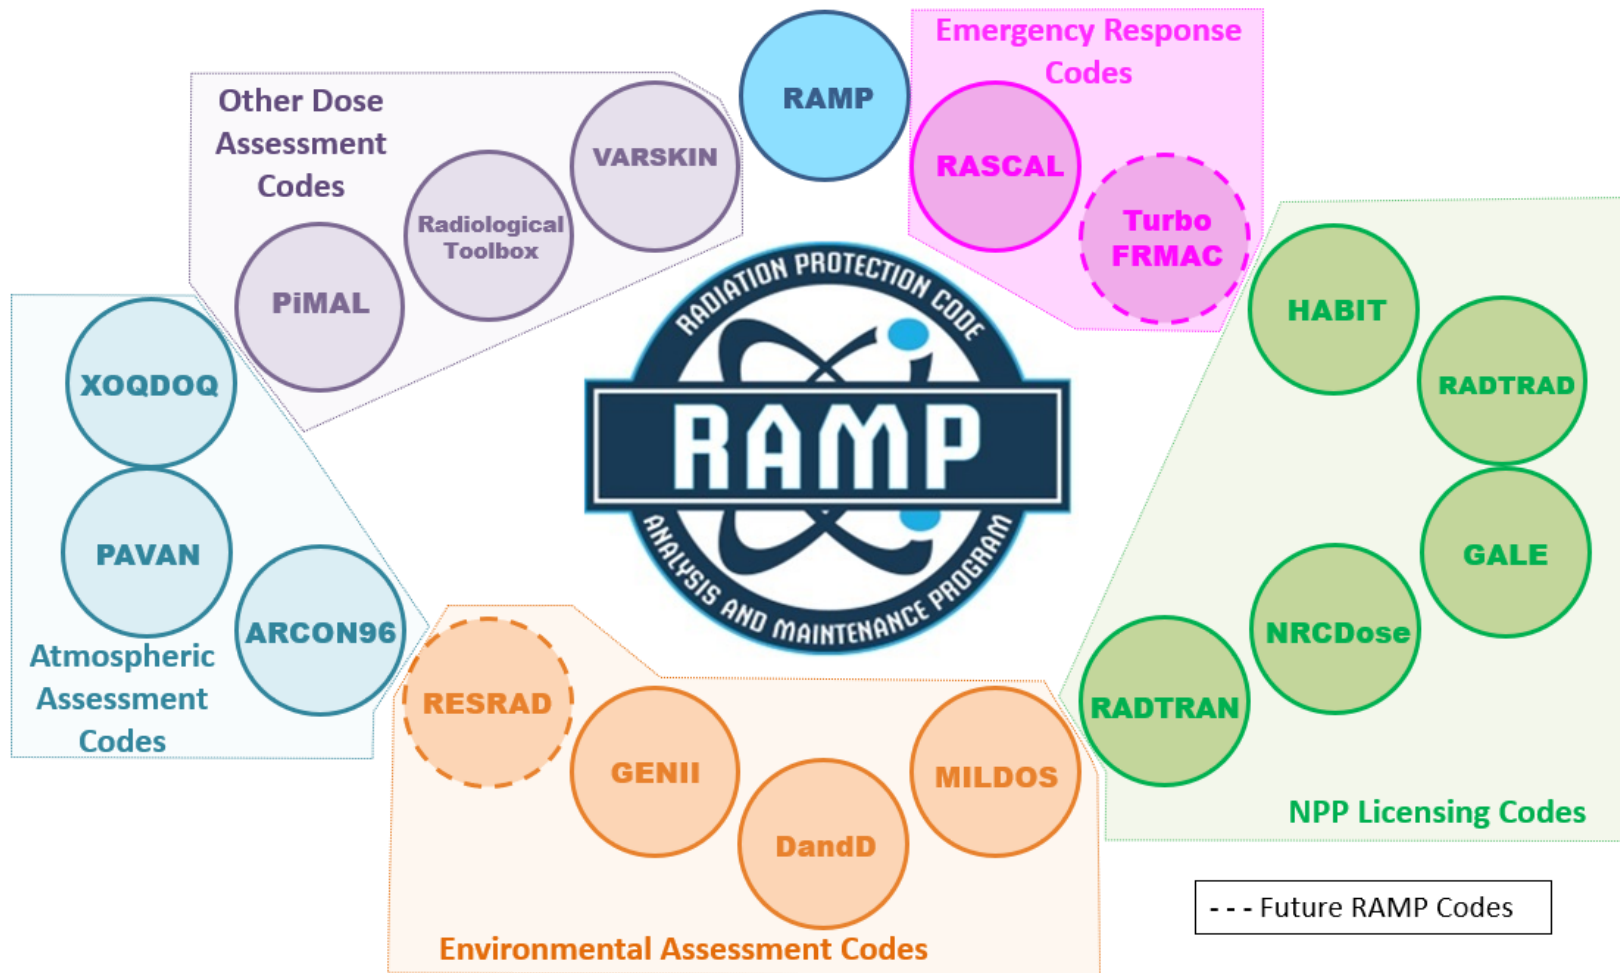 RAMP
Emergency Response
Codes
RASCAL
Turbo
FRMAC
Other Dose
Assessment
Codes
VARSKIN
Radiological
Toolbox
PiMAL
XOQDOQ
PAVAN
ARCON96
Atmospheric
Assessment
Codes
RADIATION PROTECTION CODE
RAMP
ANALYSIS AND MAINTENANCE PROGRAM
HABIT
RADTRAD
GALE
NRCDose
RADTRAN
NPP Licensing Codes
RESRAD
GENII
DandD
MILDOS
Environmental Assessment Codes
- - - Future RAMP Codes